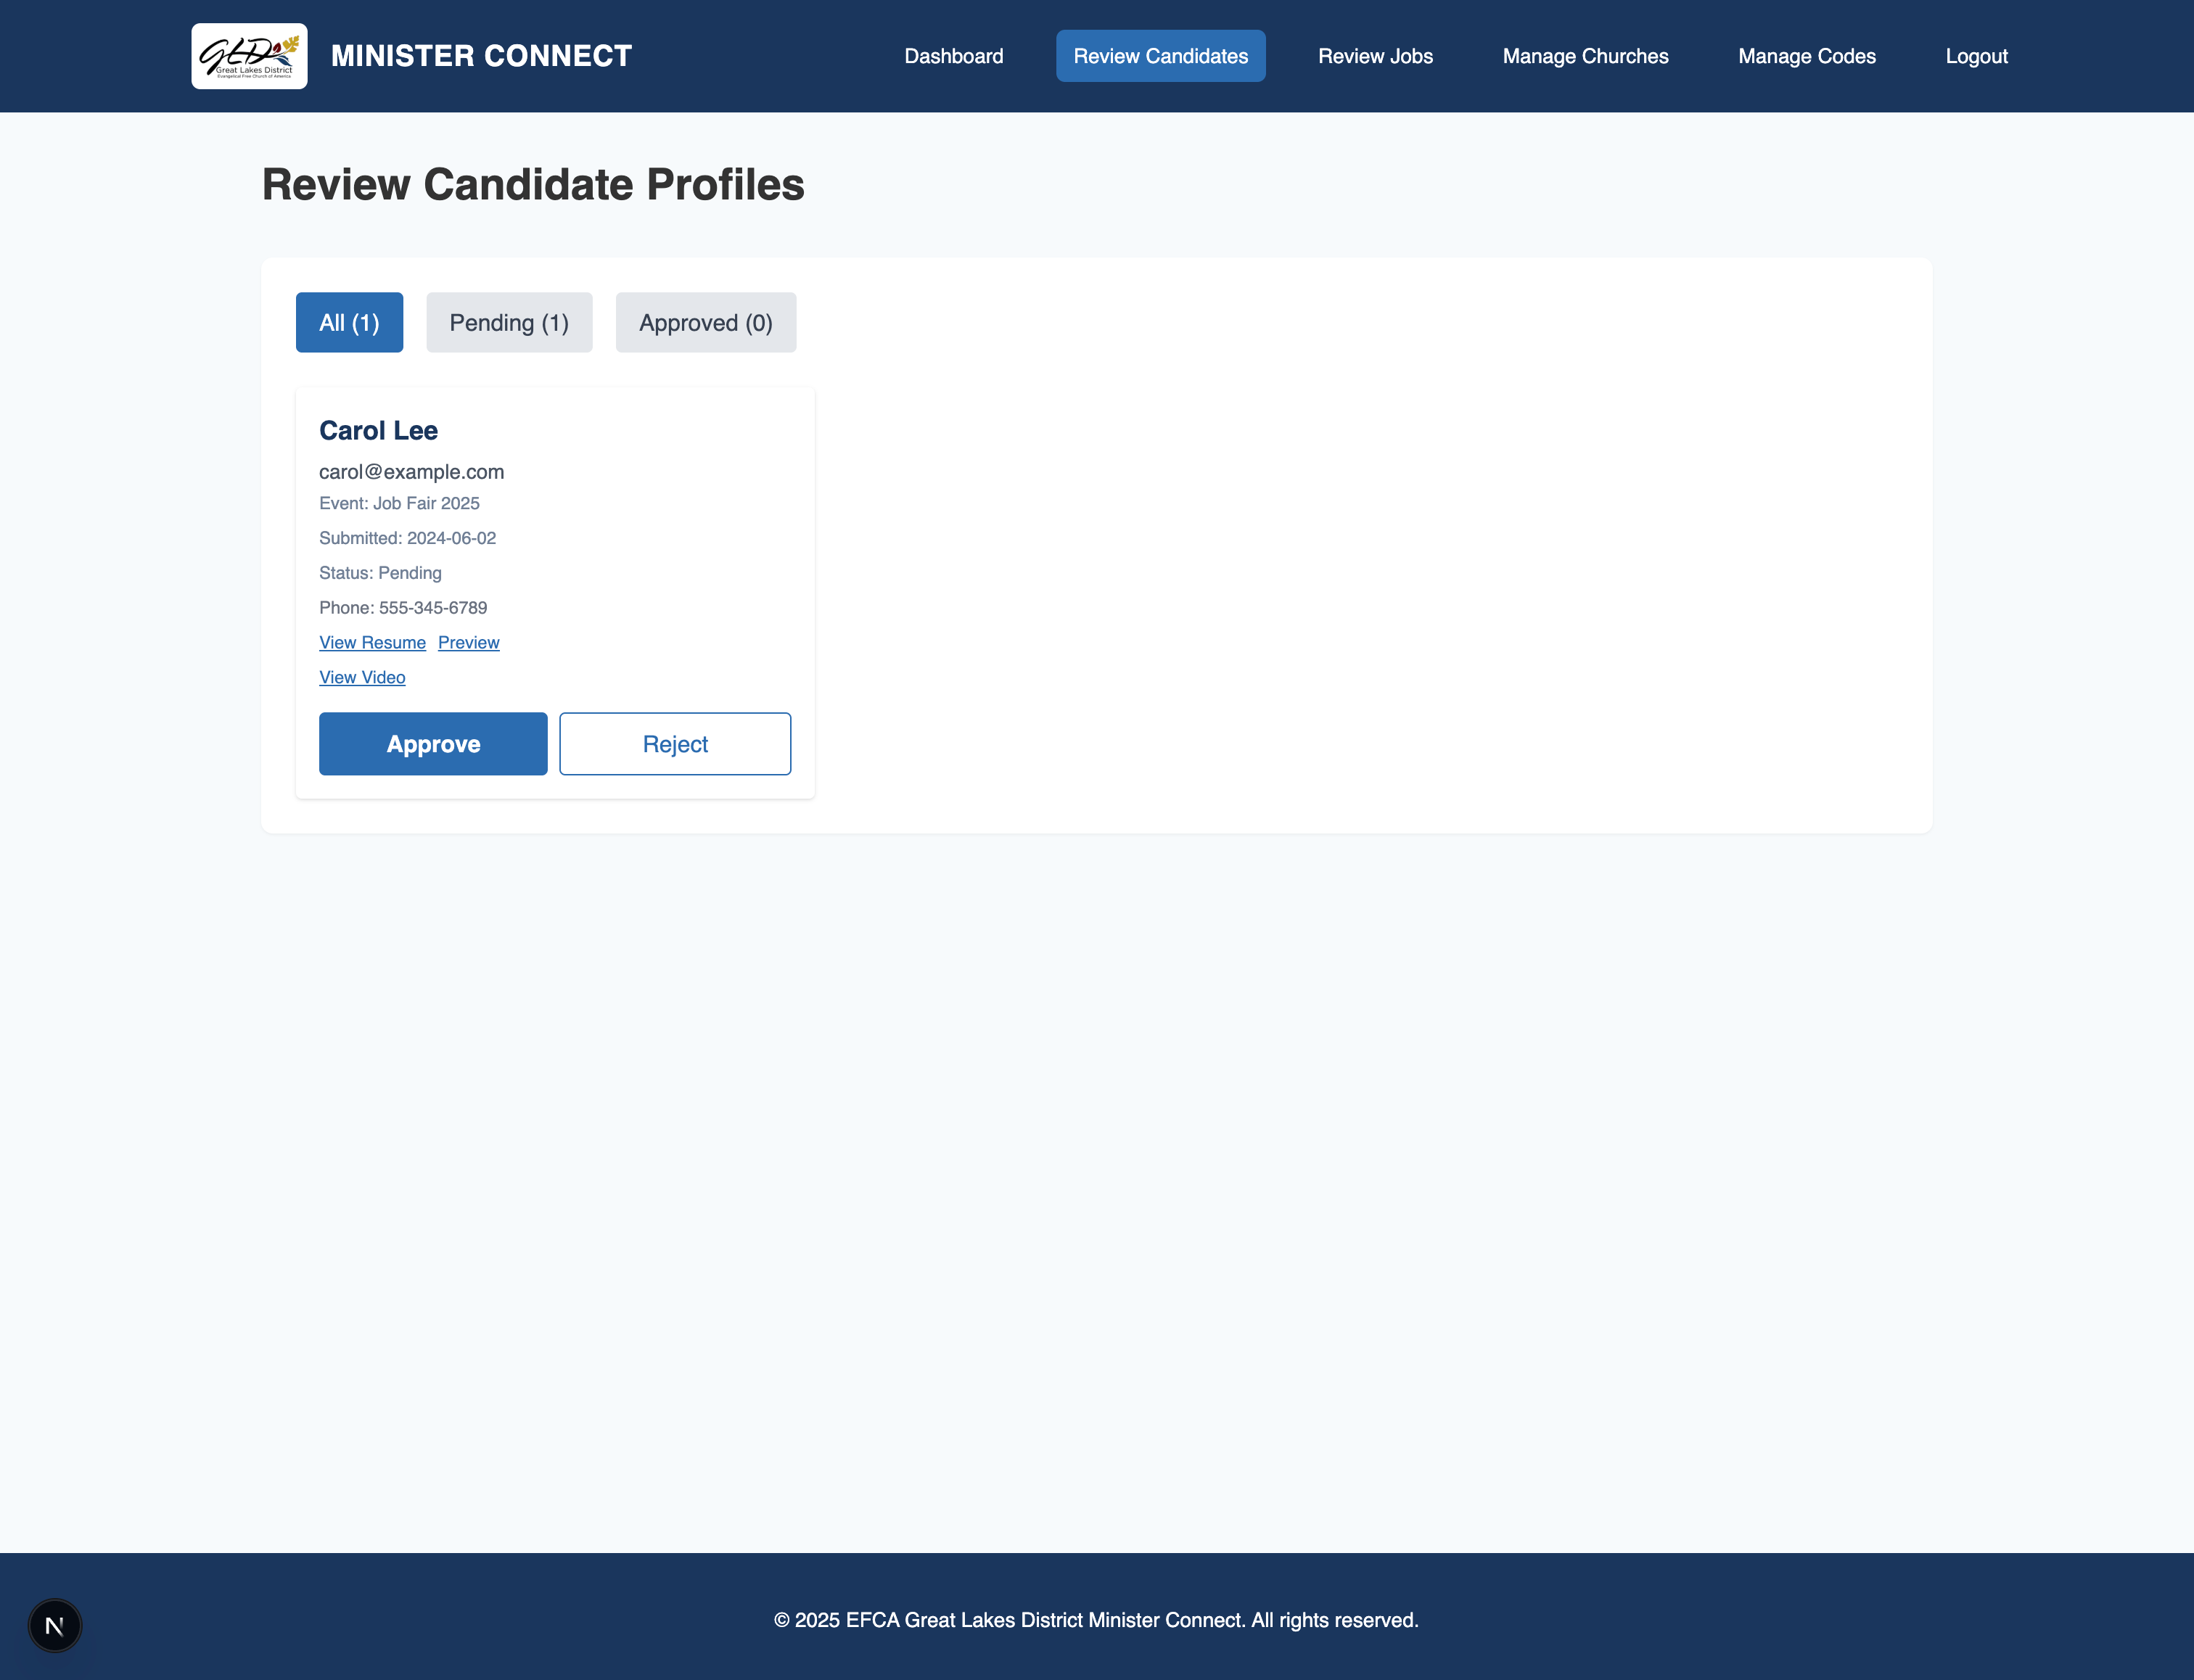 GLD
Great Lakes District
Evangelical Free Church of America
MINISTER CONNECT
Dashboard
Review Candidates
Review Jobs
Manage Churches
Manage Codes
Logout
Review Candidate Profiles
All (1)
Pending (1)
Approved (0)
Carol Lee
carol@example.com
Event: Job Fair 2025
Submitted: 2024-06-02
Status: Pending
Phone: 555-345-6789
View Resume Preview
View Video
Approve
Reject
N
© 2025 EFCA Great Lakes District Minister Connect. All rights reserved.